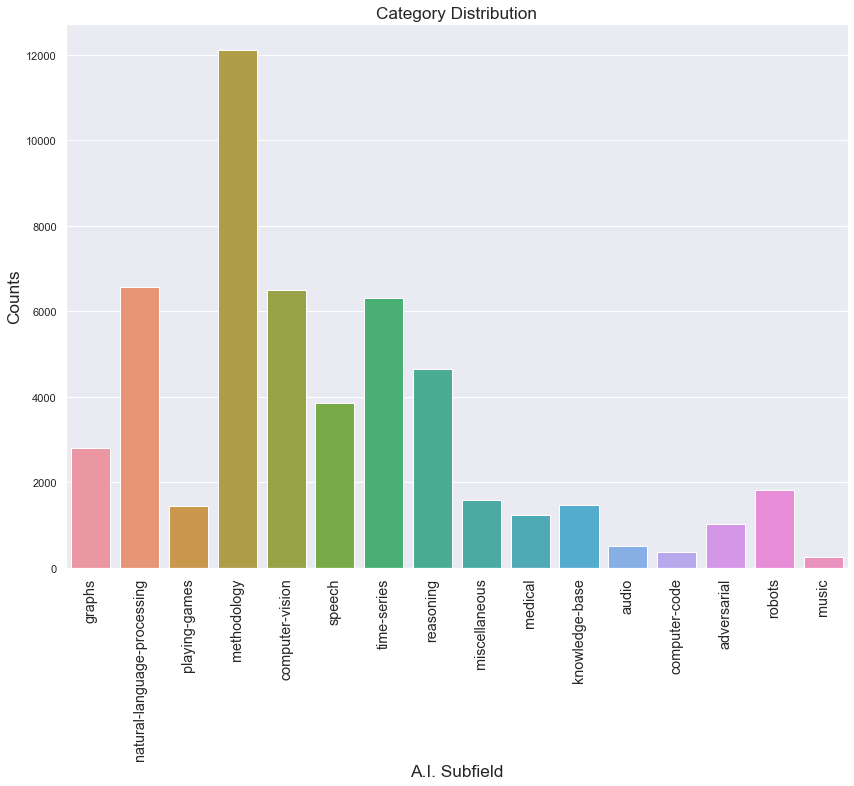 Category Distribution
Counts
12000
10000
8000
6000
4000
2000
0
graphs
natural-language-processing
playing-games
methodology
computer-vision
speech
time-series
reasoning
miscellaneous
medical
knowledge-base
audio
computer-code
adversarial
robots
music
A.I. Subfield